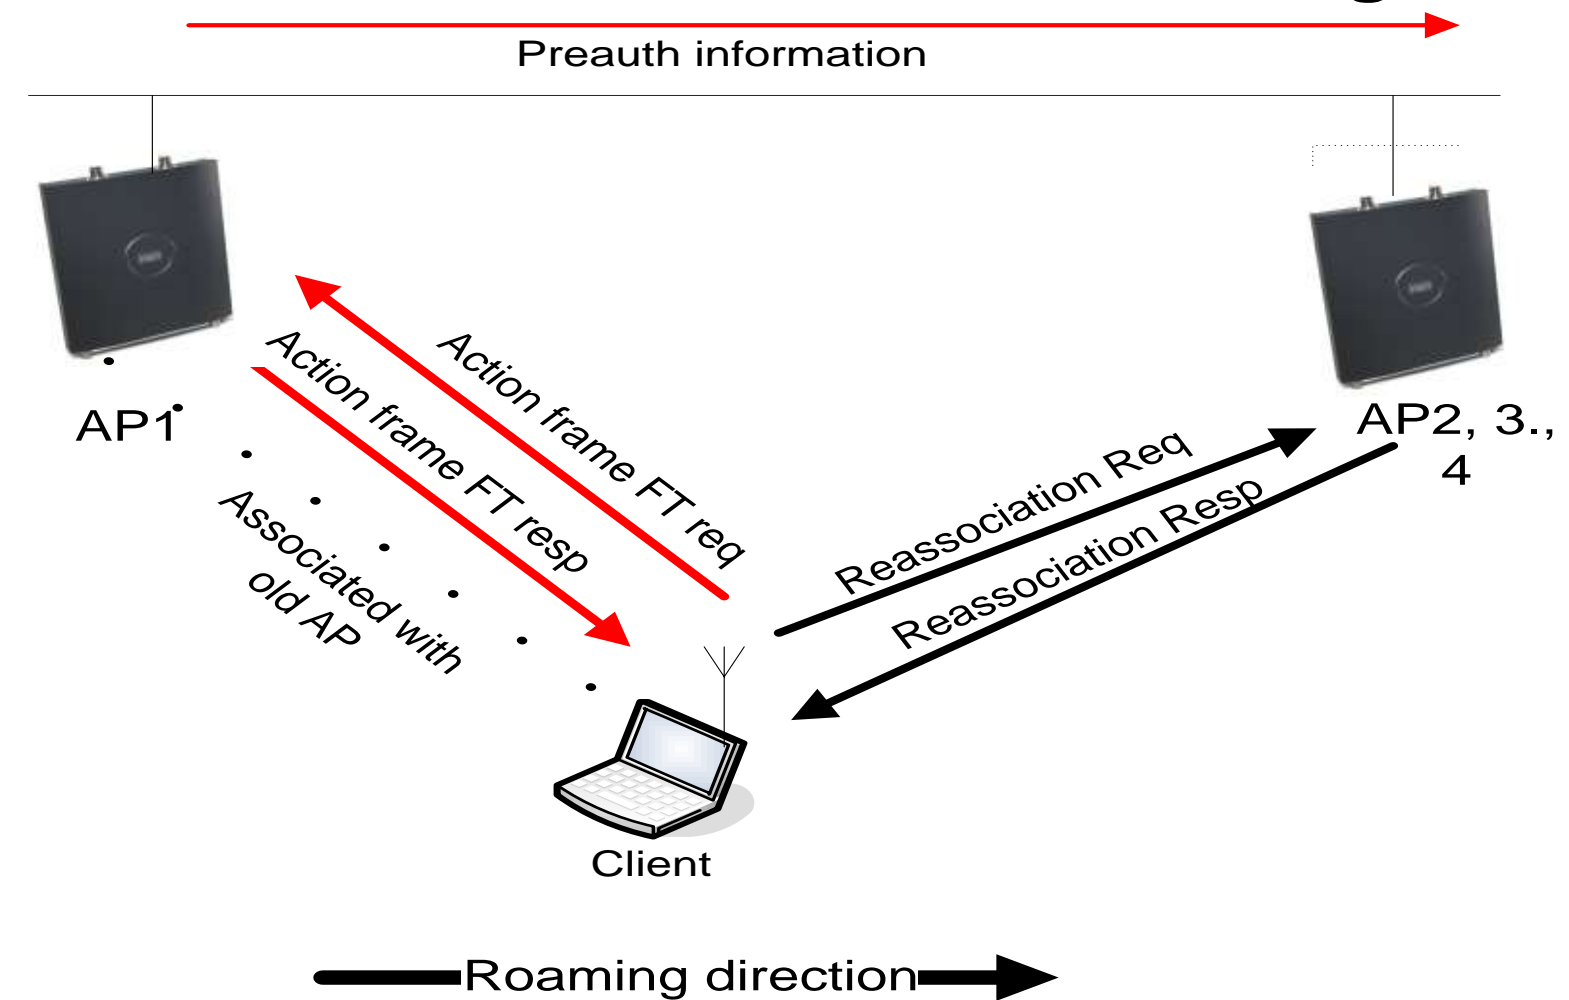 Preauth information
Action frame FT req
Action frame FT resp
AP1
AP2, 3.,
4
Reassociation Req
Reassociation Resp
Associated with
old AP
Client
Roaming direction